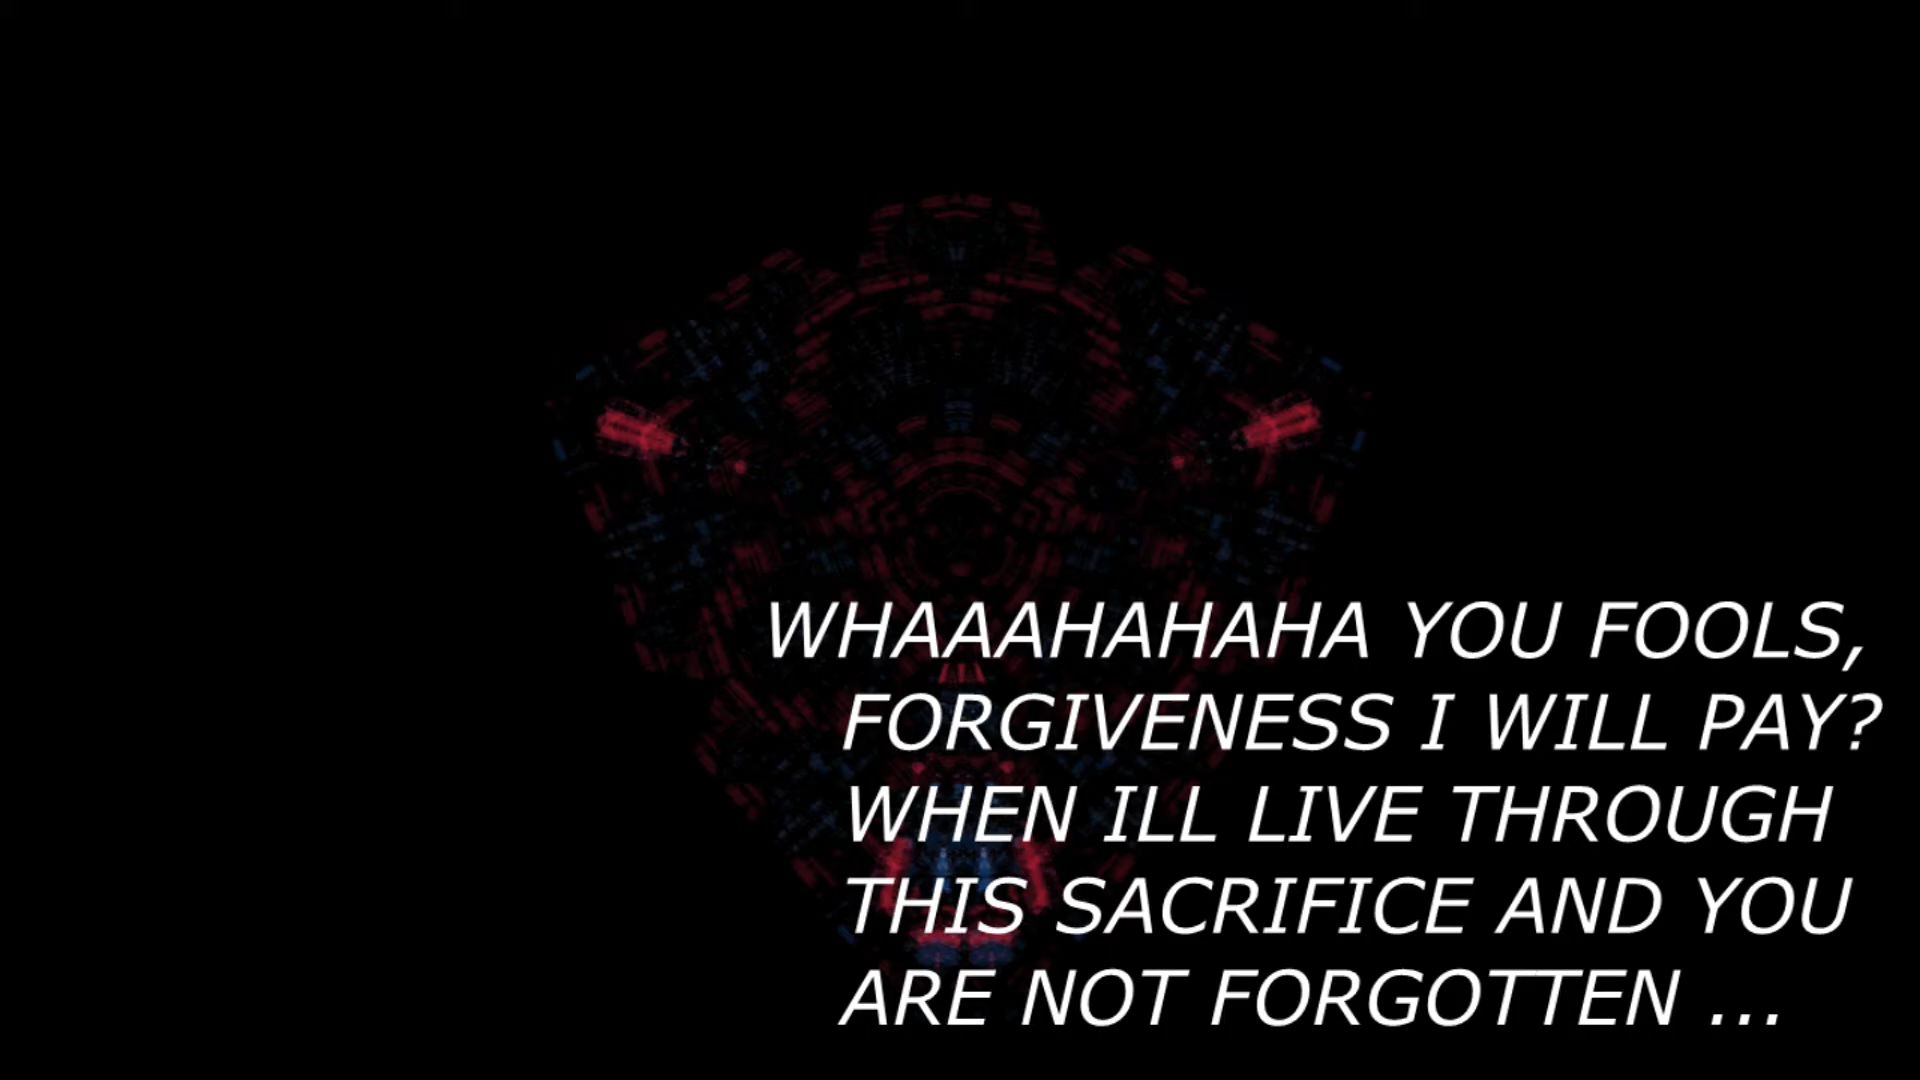 WHAAAHAHAHA YOU FOOLS,
FORGIVENESS I WILL PAY?
WHEN ILL LIVE THROUGH
THIS SACRIFICE AND YOU
ARE NOT FORGOTTEN ...